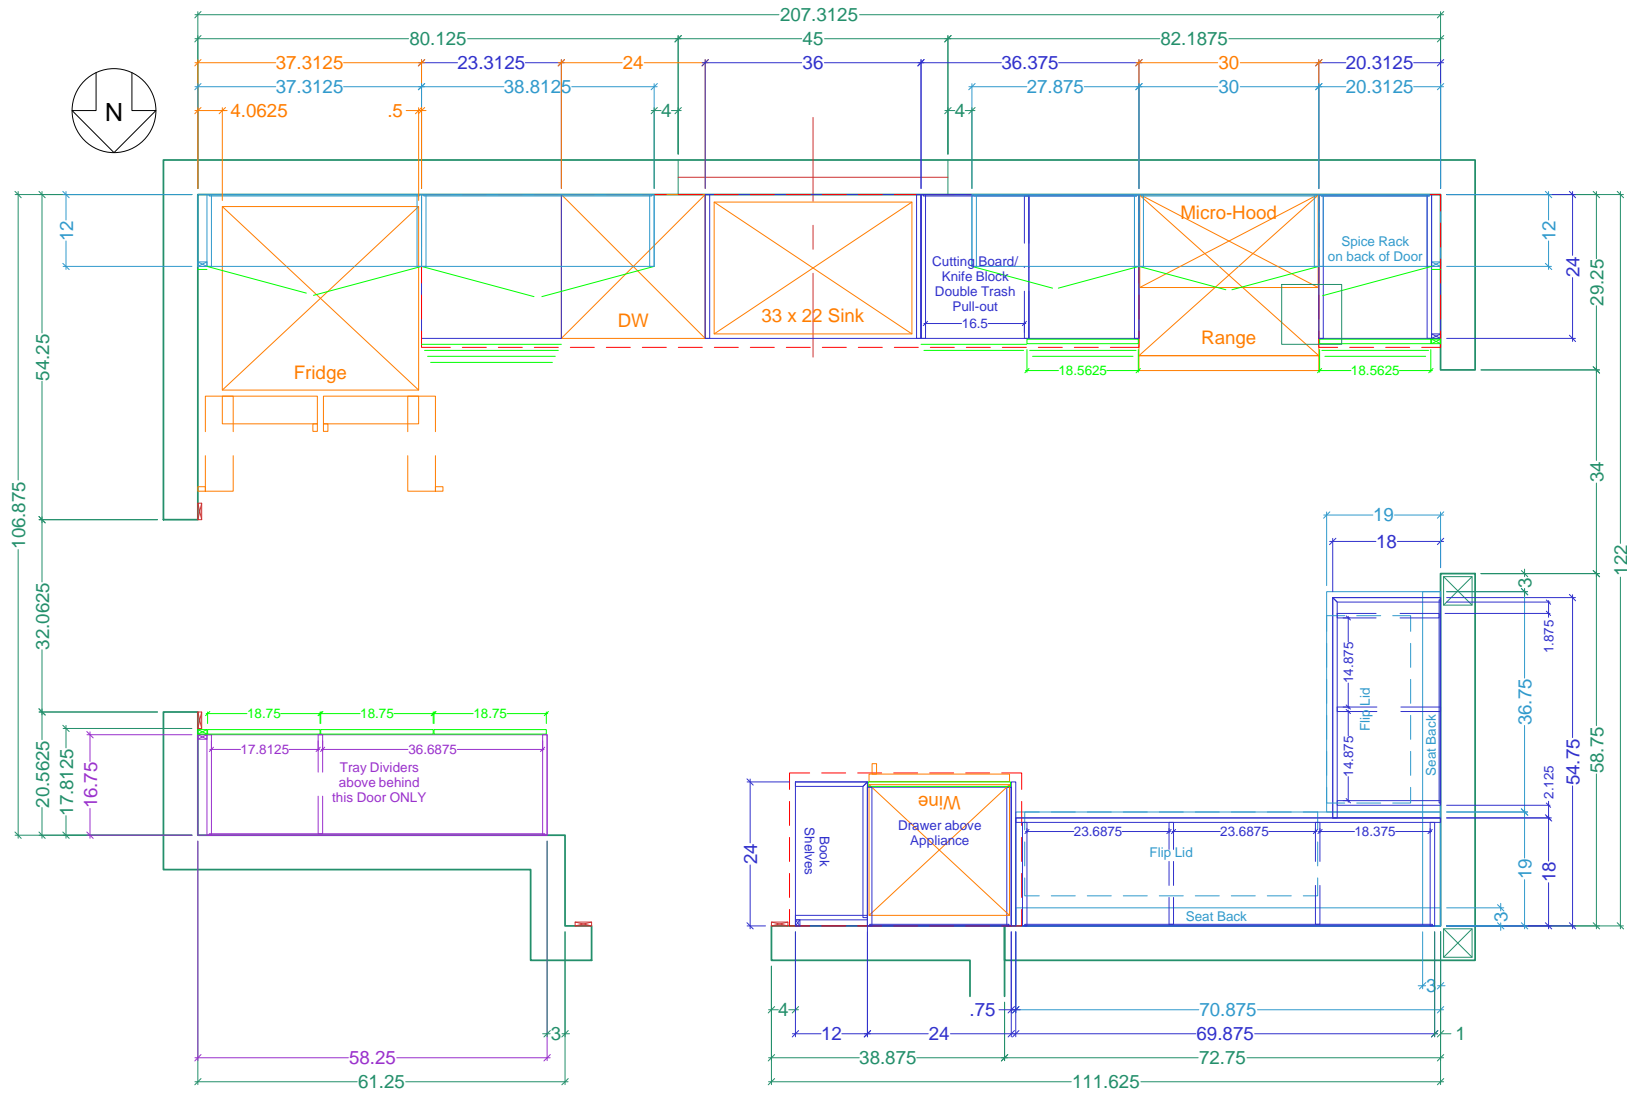 207.3125
80.125 45 82.1875
37.3125 23.3125 24 36 36.375 30 20.3125
37.3125 38.8125 27.875 30 20.3125
4.0625 .5 4 4
N
12
12
24
29.25
54.25
106.875
Micro-Hood
Spice Rack
on back of Door
Cutting Board/
Knife Block
Double Trash
Pull-out
16.5
33 x 22 Sink
DW
Range
Fridge
18.5625 18.5625
34
122
19
18
3
1.875
14.875
14.875
Flip Lid
Seat Back
36.75
2.125
54.75
58.75
32.0625
20.5625
17.8125
16.75
18.75 18.75 18.75
17.8125 36.6875
Tray Dividers
above behind
this Door ONLY
Wine
Drawer above
Appliance
Book
Shelves
24
23.6875 23.6875 18.375
Flip Lid
Seat Back
19
18
3
3
4 .75 70.875
12 24 69.875 1
3
58.25 38.875 72.75
61.25 111.625